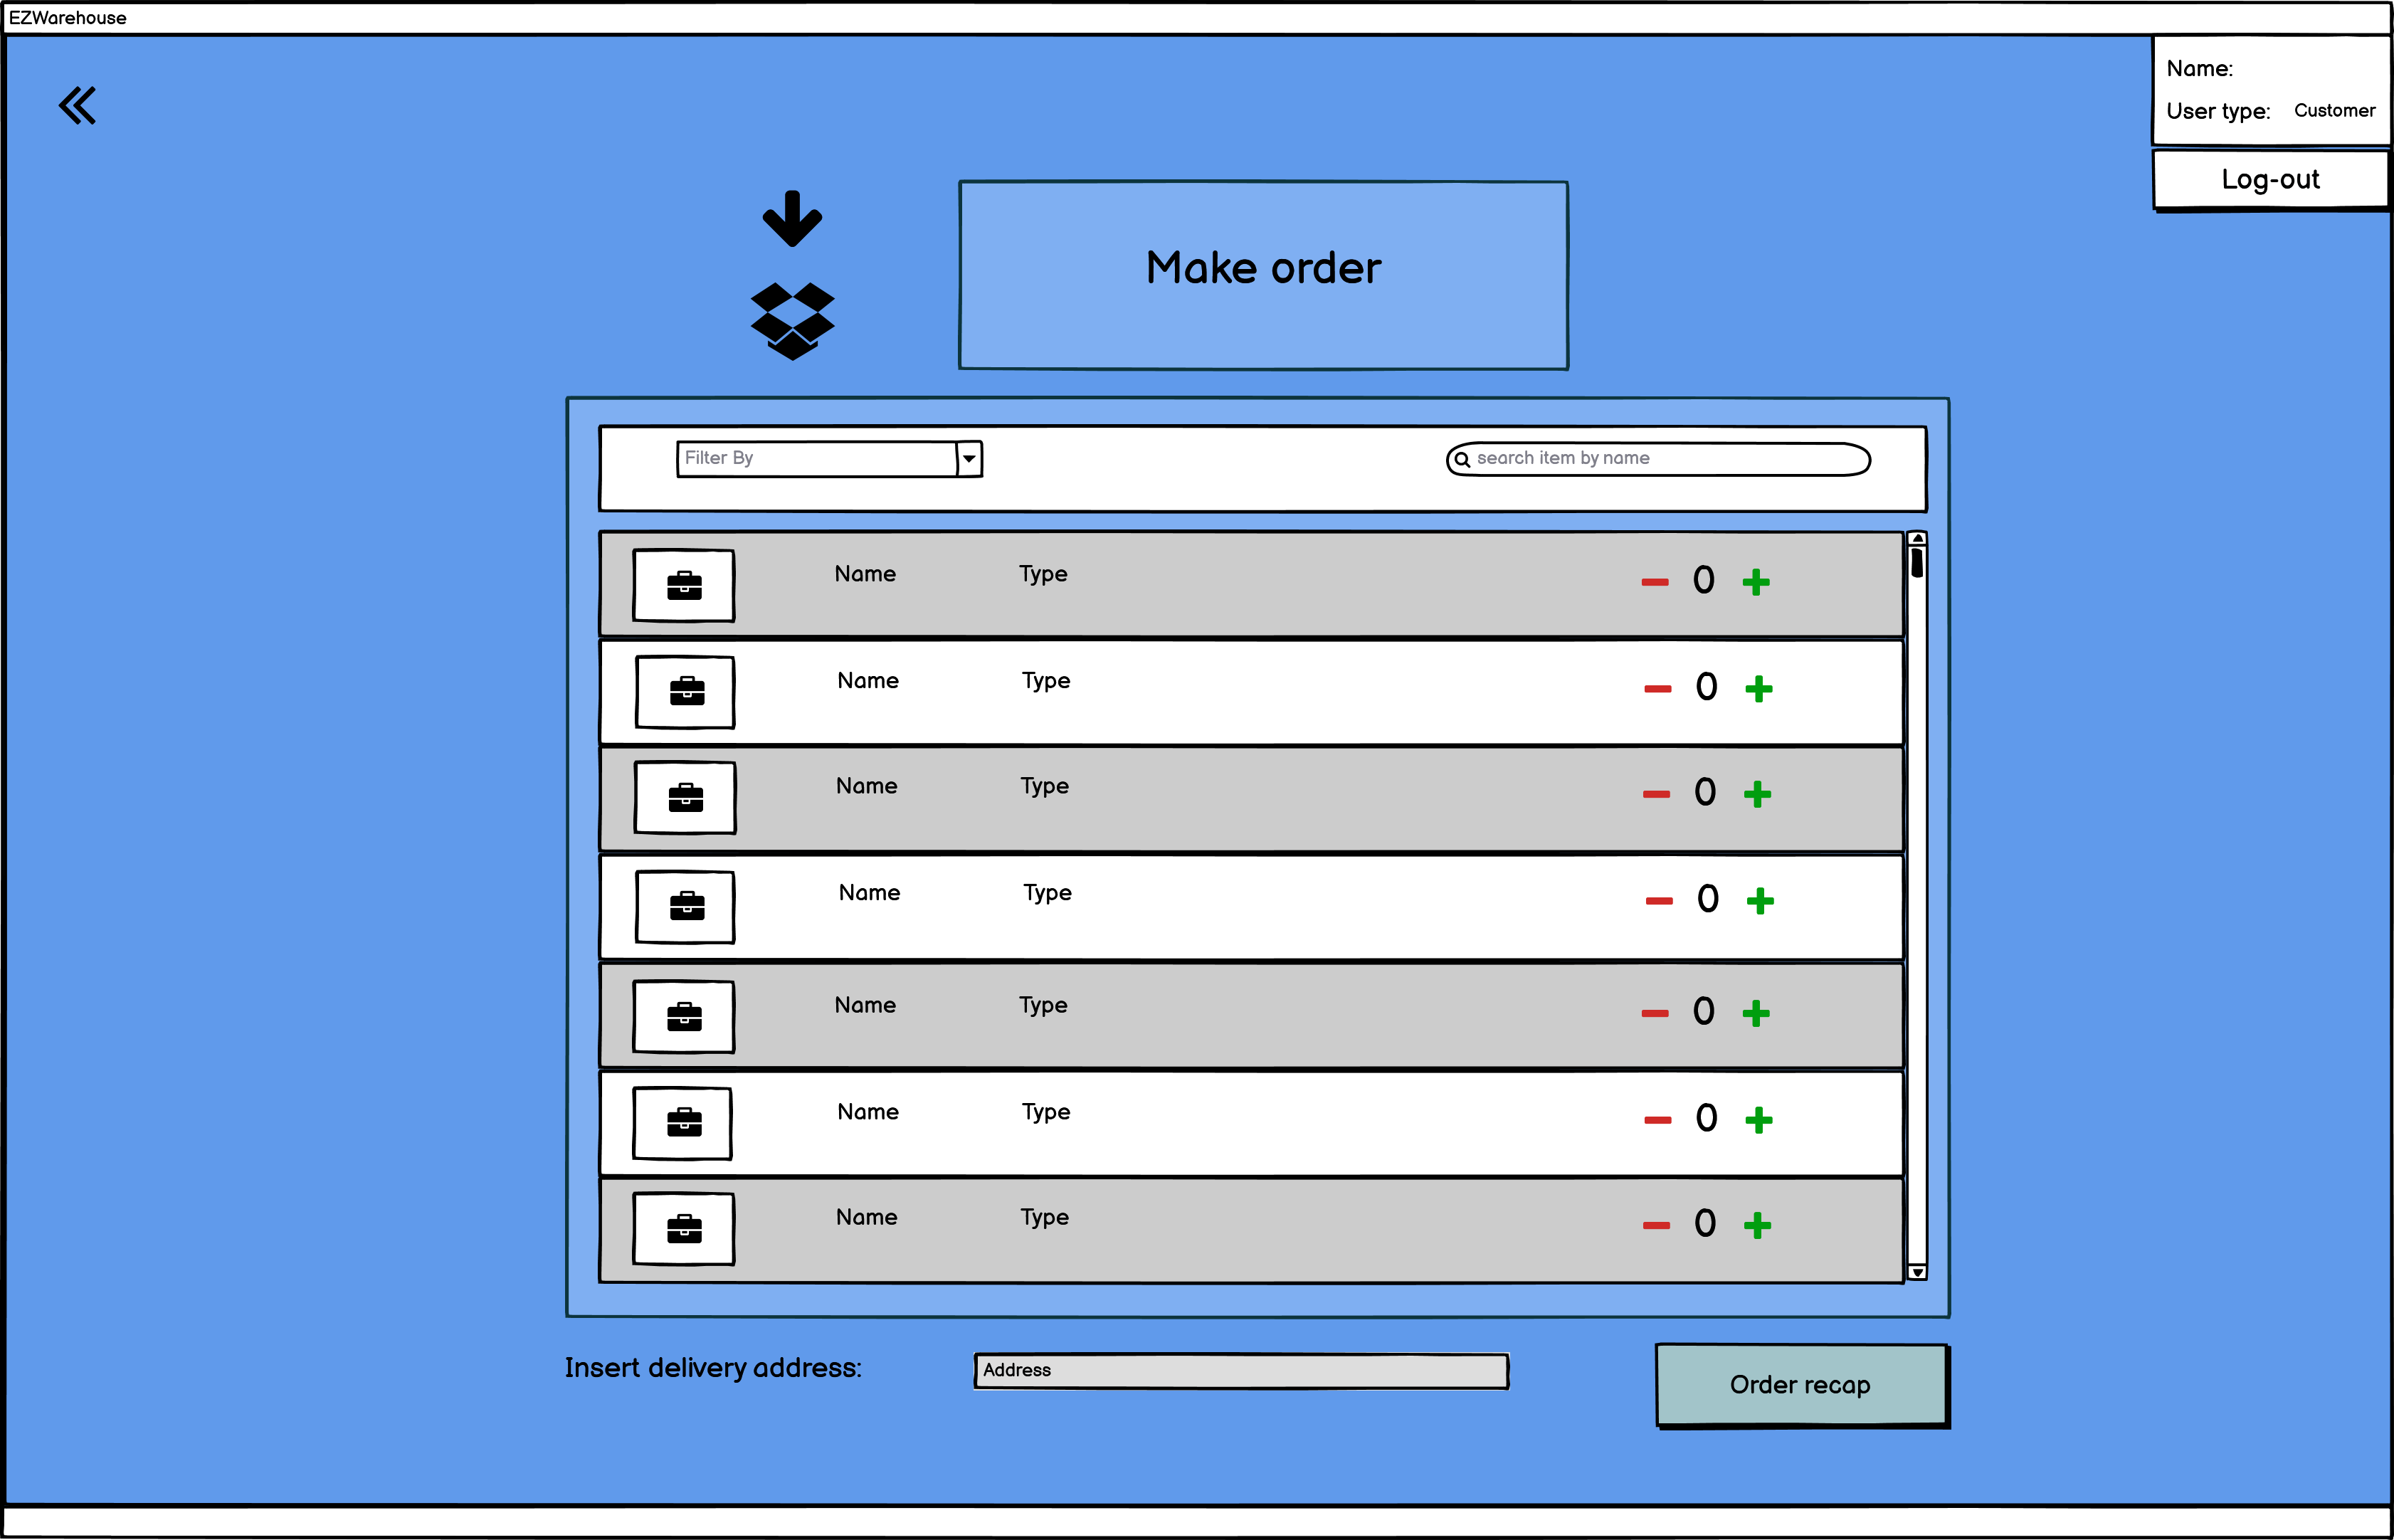 EZWarehouse
Name:
User type: Customer
Log-out
Make order
Filter By
search item by name
Name Type 0
Name Type 0
Name Type 0
Name Type 0
Name Type 0
Name Type 0
Name Type 0
Insert delivery address: Address
Order recap